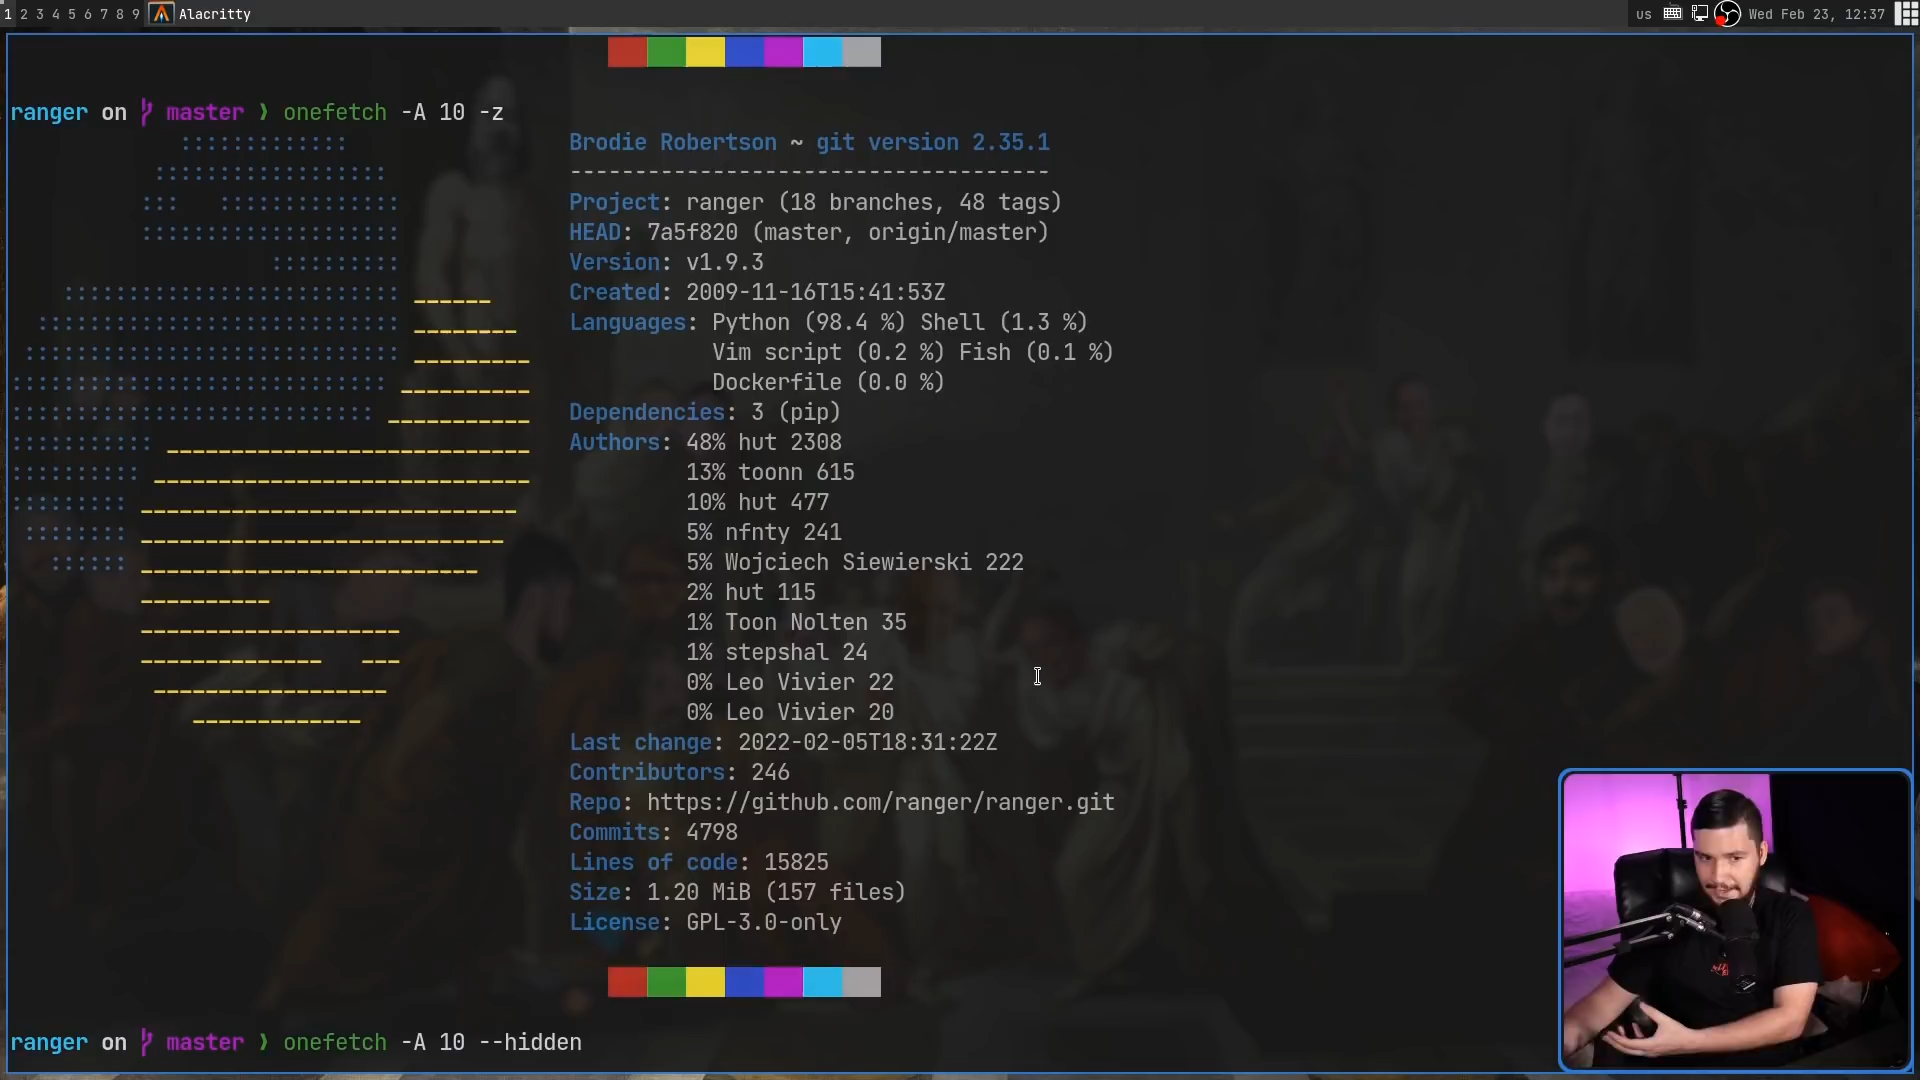 1 2 3 4 5 6 7 8 9 Alacritty us Wed Feb 23, 12:37
ranger on master ❯ onefetch -A 10 -z
Brodie Robertson ~ git version 2.35.1
-------------------------------------
Project: ranger (18 branches, 48 tags)
HEAD: 7a5f820 (master, origin/master)
Version: v1.9.3
Created: 2009-11-16T15:41:53Z
Languages: Python (98.4 %) Shell (1.3 %)
Vim script (0.2 %) Fish (0.1 %)
Dockerfile (0.0 %)
Dependencies: 3 (pip)
Authors: 48% hut 2308
13% toonn 615
10% hut 477
5% nfnty 241
5% Wojciech Siewierski 222
2% hut 115
1% Toon Nolten 35
1% stepshal 24
0% Leo Vivier 22
0% Leo Vivier 20
Last change: 2022-02-05T18:31:22Z
Contributors: 246
Repo: https://github.com/ranger/ranger.git
Commits: 4798
Lines of code: 15825
Size: 1.20 MiB (157 files)
License: GPL-3.0-only
ranger on master ❯ onefetch -A 10 --hidden